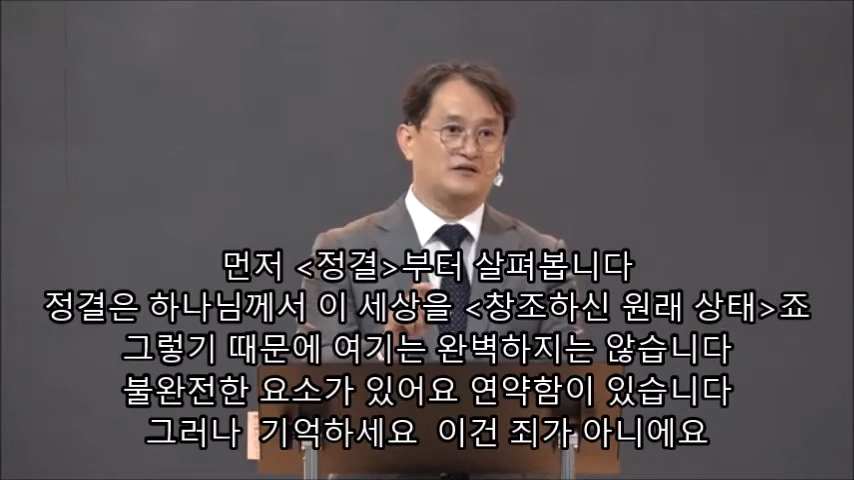 먼저 <정결>부터 살펴봅니다
정결은 하나님께서 이 세상을 <창조하신 원래 상태>죠
그렇기 때문에 여기는 완벽하지는 않습니다
불완전한 요소가 있어요 연약함이 있습니다
그러나 기억하세요 이건 죄가 아니에요